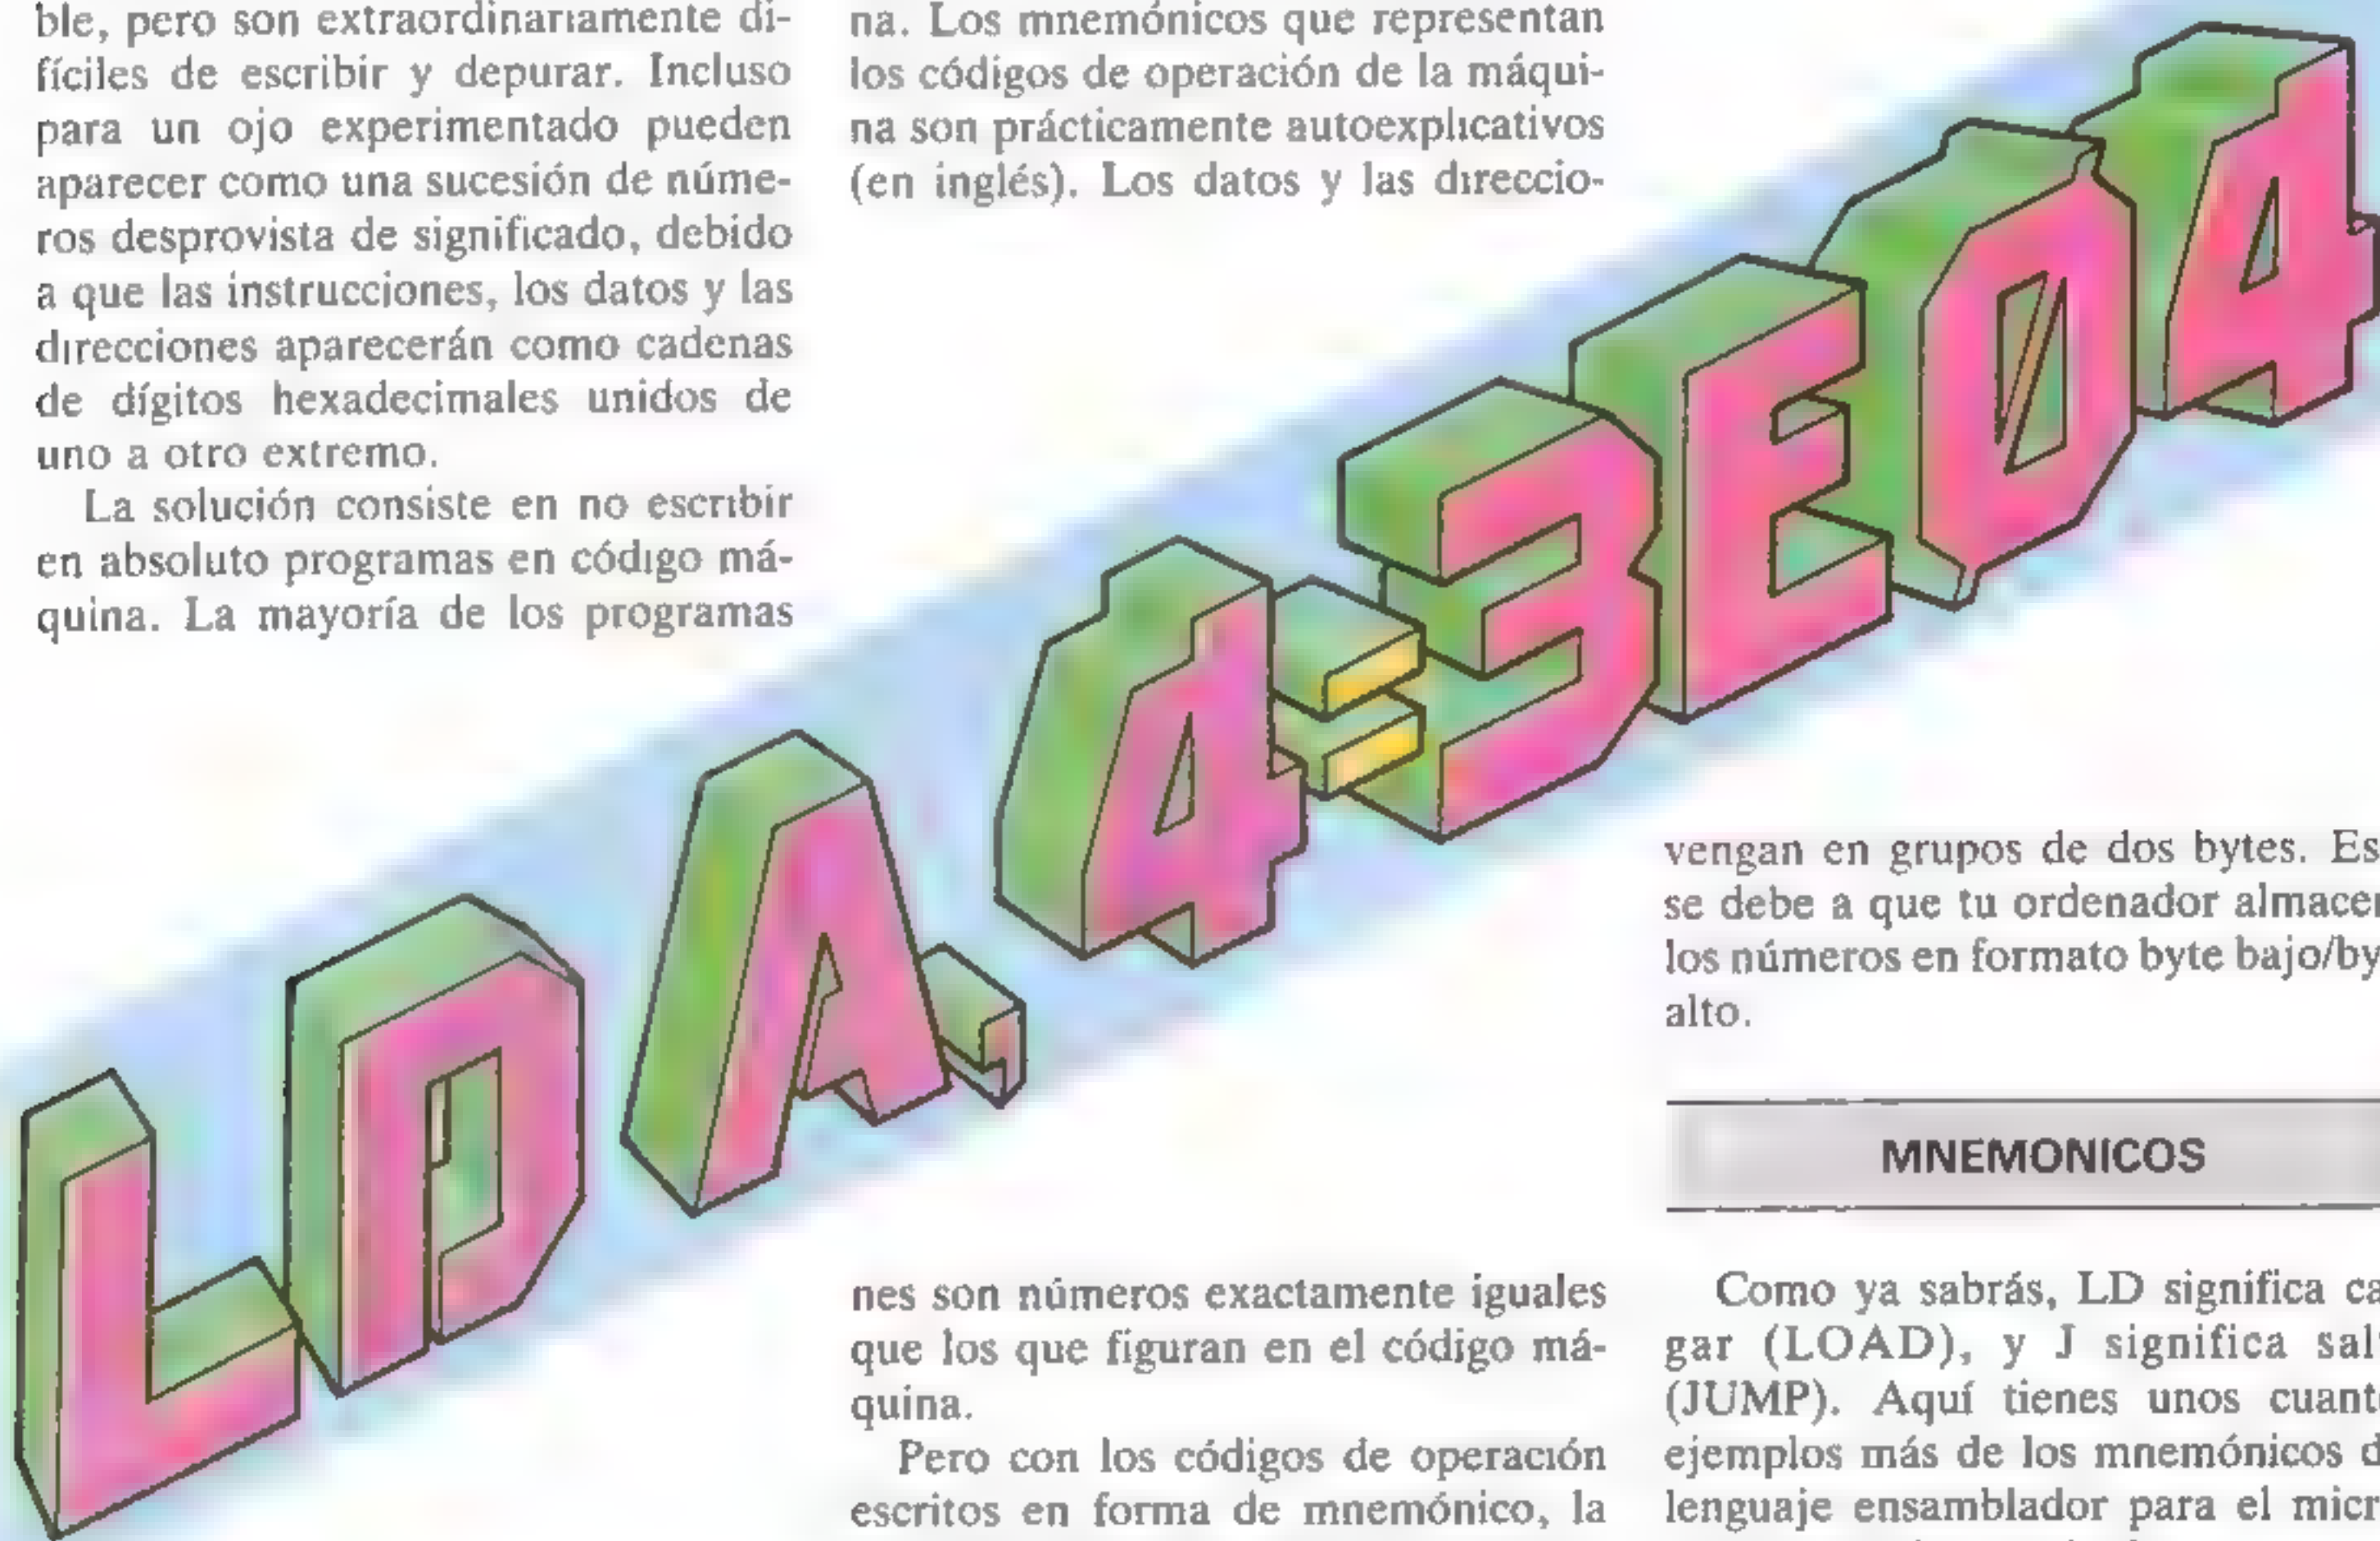 ble, pero son extraordinariamente di-
fíciles de escribir y depurar. Incluso
para un ojo experimentado pueden
aparecer como una sucesión de núme-
ros desprovista de significado, debido
a que las instrucciones, los datos y las
direcciones aparecerán como cadenas
de dígitos hexadecimales unidos de
uno a otro extremo.
La solución consiste en no escribir
en absoluto programas en código má-
quina. La mayoría de los programas
na. Los mnemónicos que representan
los códigos de operación de la máqui-
na son prácticamente autoexplicativos
(en inglés). Los datos y las direccio-
LD A, 4=3E04
nes son números exactamente iguales
que los que figuran en el código má-
quina.
Pero con los códigos de operación
escritos en forma de mnemónico, la
vengan en grupos de dos bytes. Es
se debe a que tu ordenador almacen
los números en formato byte bajo/by
alto.
MNEMONICOS
Como ya sabrás, LD significa ca
gar (LOAD), y J significa sal
(JUMP). Aquí tienes unos cuant
ejemplos más de los mnemónicos d
lenguaje ensamblador para el micr